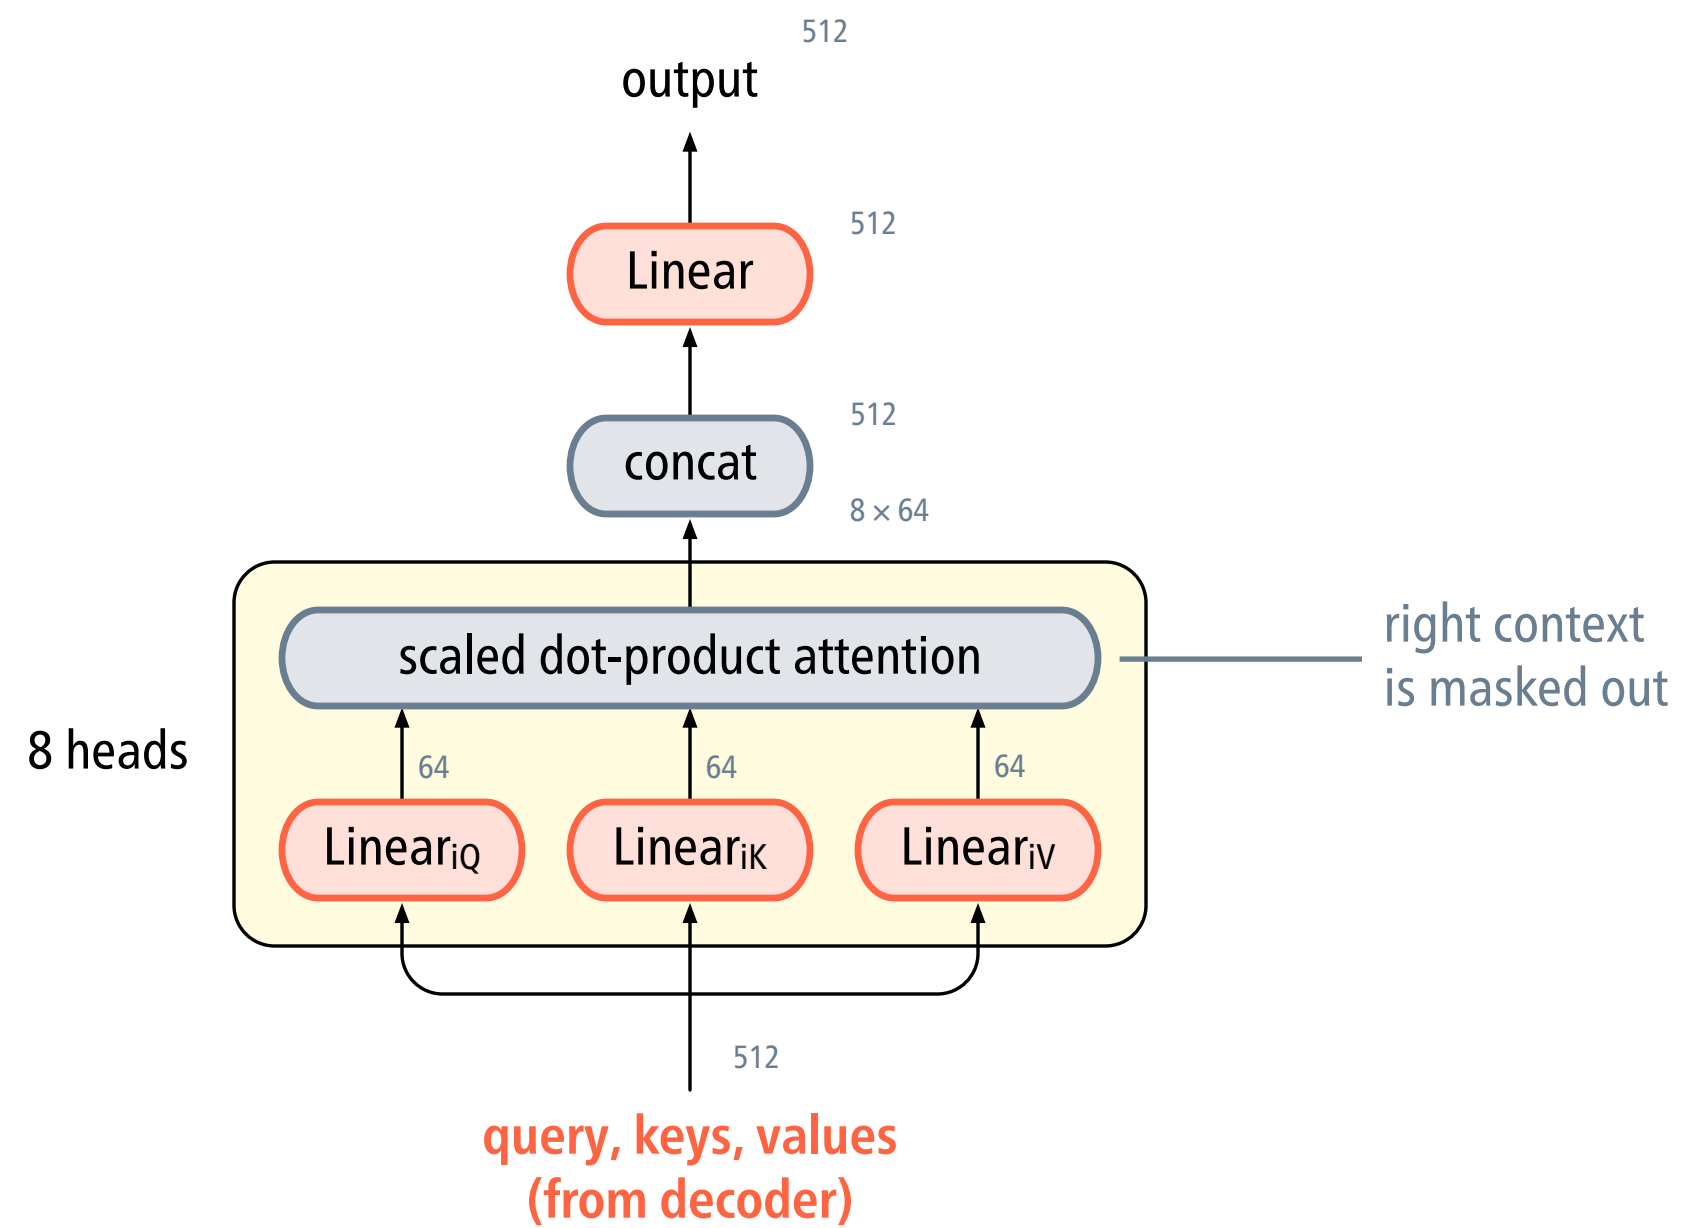 512
output
512
Linear
512
concat
8 × 64
scaled dot-product attention
right context
is masked out
8 heads
64 64 64
LineariQ LineariK LineariV
512
query, keys, values
(from decoder)